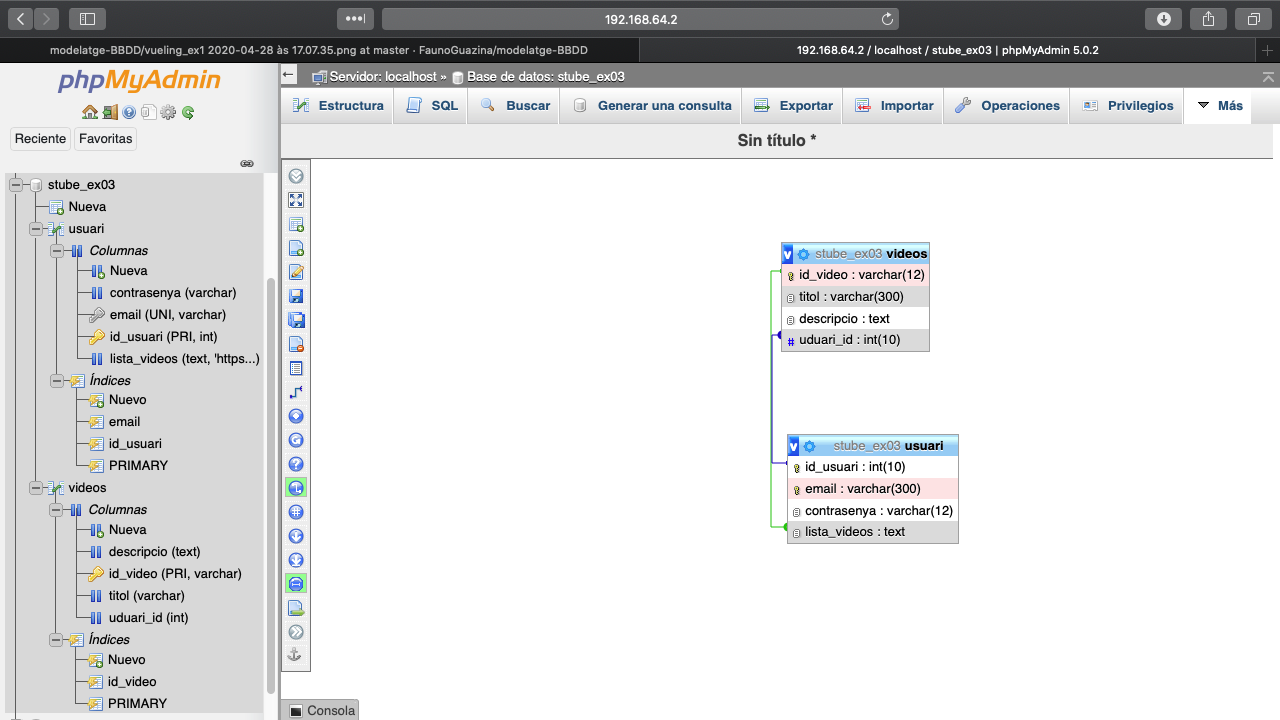 192.168.64.2
modelatge-BBDD/vueling_ex1 2020-04-28 às 17.07.35.png at master · FaunoGuazina/modelatge-BBDD
192.168.64.2 / localhost / stube_ex03 | phpMyAdmin 5.0.2
phpMyAdmin
Reciente
Favoritas
stube_ex03
Nueva
usuari
Columnas
Nueva
contrasenya (varchar)
email (UNI, varchar)
id_usuari (PRI, int)
lista_videos (text, 'https...)
Índices
Nuevo
email
id_usuari
PRIMARY
videos
Columnas
Nueva
descripcio (text)
id_video (PRI, varchar)
titol (varchar)
uduari_id (int)
Índices
Nuevo
id_video
PRIMARY
Servidor: localhost » Base de datos: stube_ex03
Estructura
SQL
Buscar
Generar una consulta
Exportar
Importar
Operaciones
Privilegios
Más
Sin título *
v stube_ex03 videos
id_video : varchar(12)
titol : varchar(300)
descripcio : text
# uduari_id : int(10)
v stube_ex03 usuari
id_usuari : int(10)
email : varchar(300)
contrasenya : varchar(12)
lista_videos : text
Consola